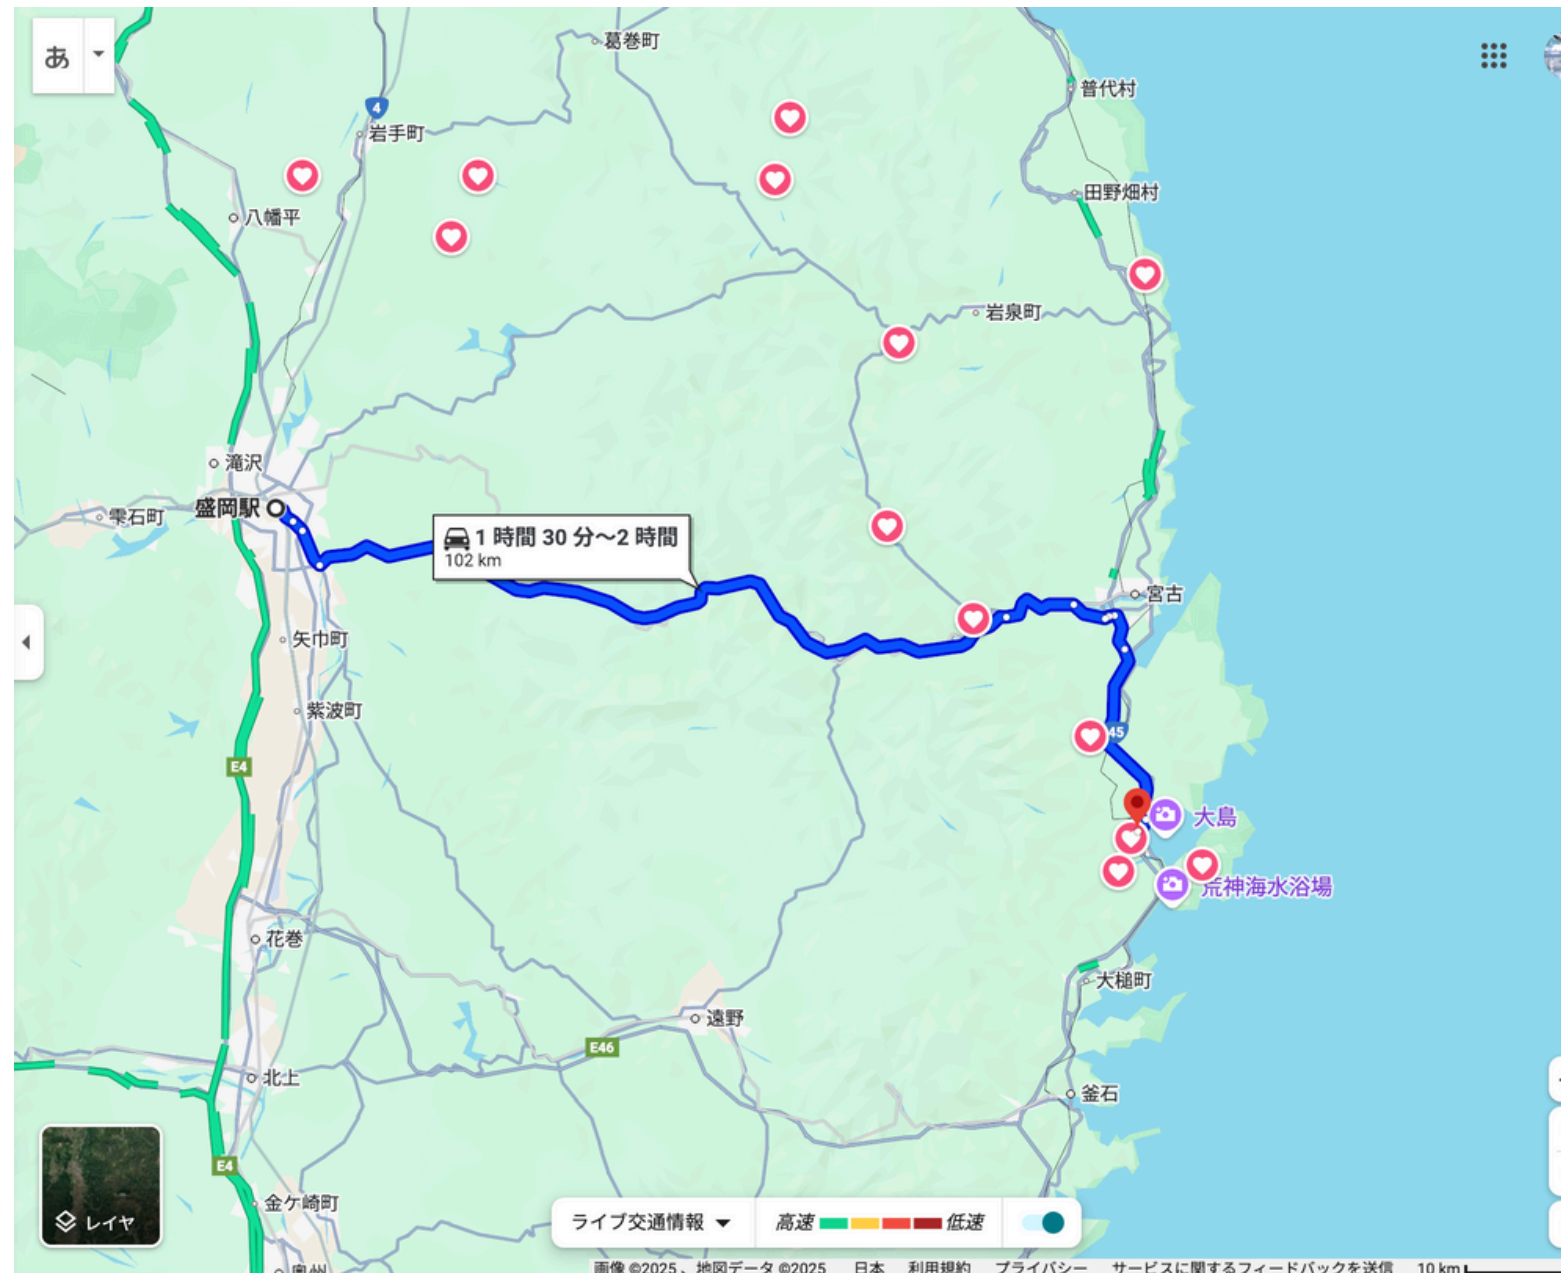 あ
葛巻町
4
普代村
岩手町
田野畑村
八幡平
岩泉町
滝沢
盛岡駅
雫石町
1 時間 30 分～2 時間
102 km
宮古
矢巾町
紫波町
45
E4
大島
荒神海水浴場
花巻
大槌町
遠野
E46
北上
釜石
E4
金ケ崎町
レイヤ
ライブ交通情報
高速
低速
奥州
画像 ©2025 、地図データ ©2025 日本 利用規約 プライバシー サービスに関するフィードバックを送信 10 km